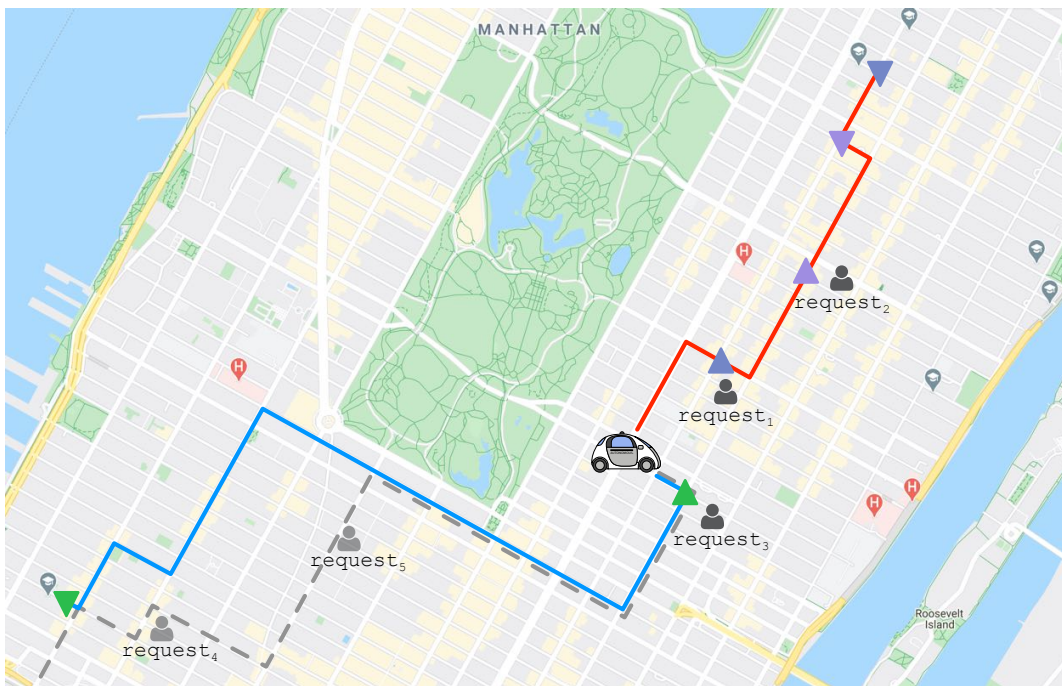 MANHATTAN
H
request2
request1
H
H
H
request3
request5
Roosevelt
Island
request4